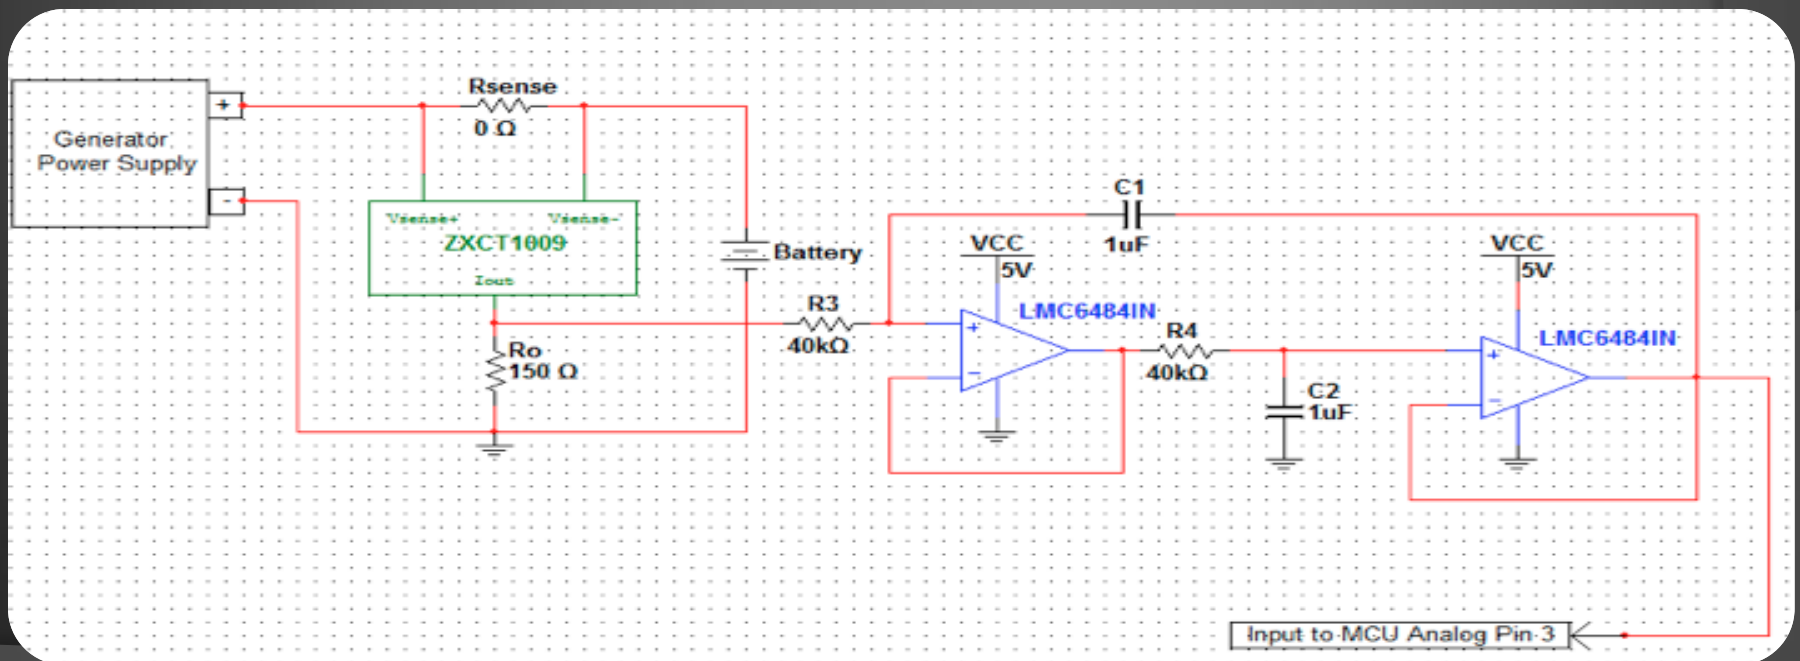 Rsense
0 Ω
+
Generator
Power Supply
-
Vsense+
Vsense-
ZXCT1009
Iout
Battery
Ro
150 Ω
R3
40kΩ
C1
1uF
VCC
5V
LMC6484IN
+
−
R4
40kΩ
C2
1uF
VCC
5V
LMC6484IN
+
−
Input to MCU Analog Pin 3